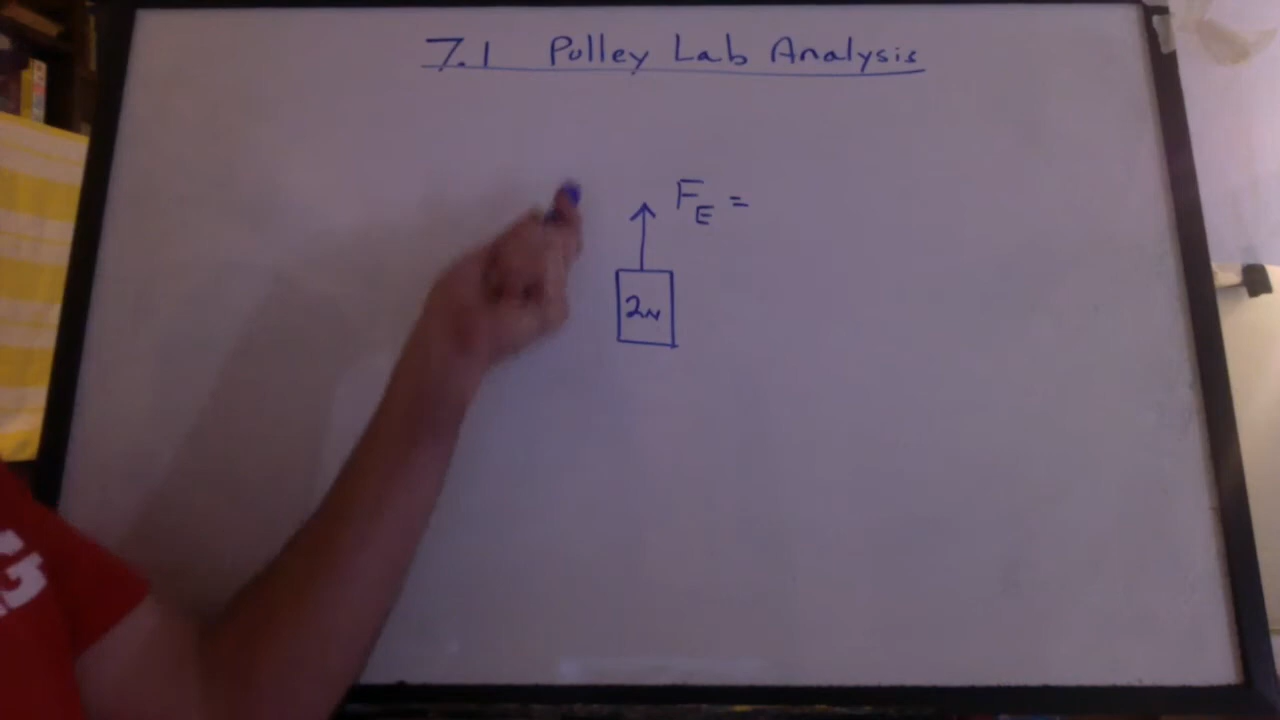 7.1 Pulley Lab Analysis
F_E =
2N